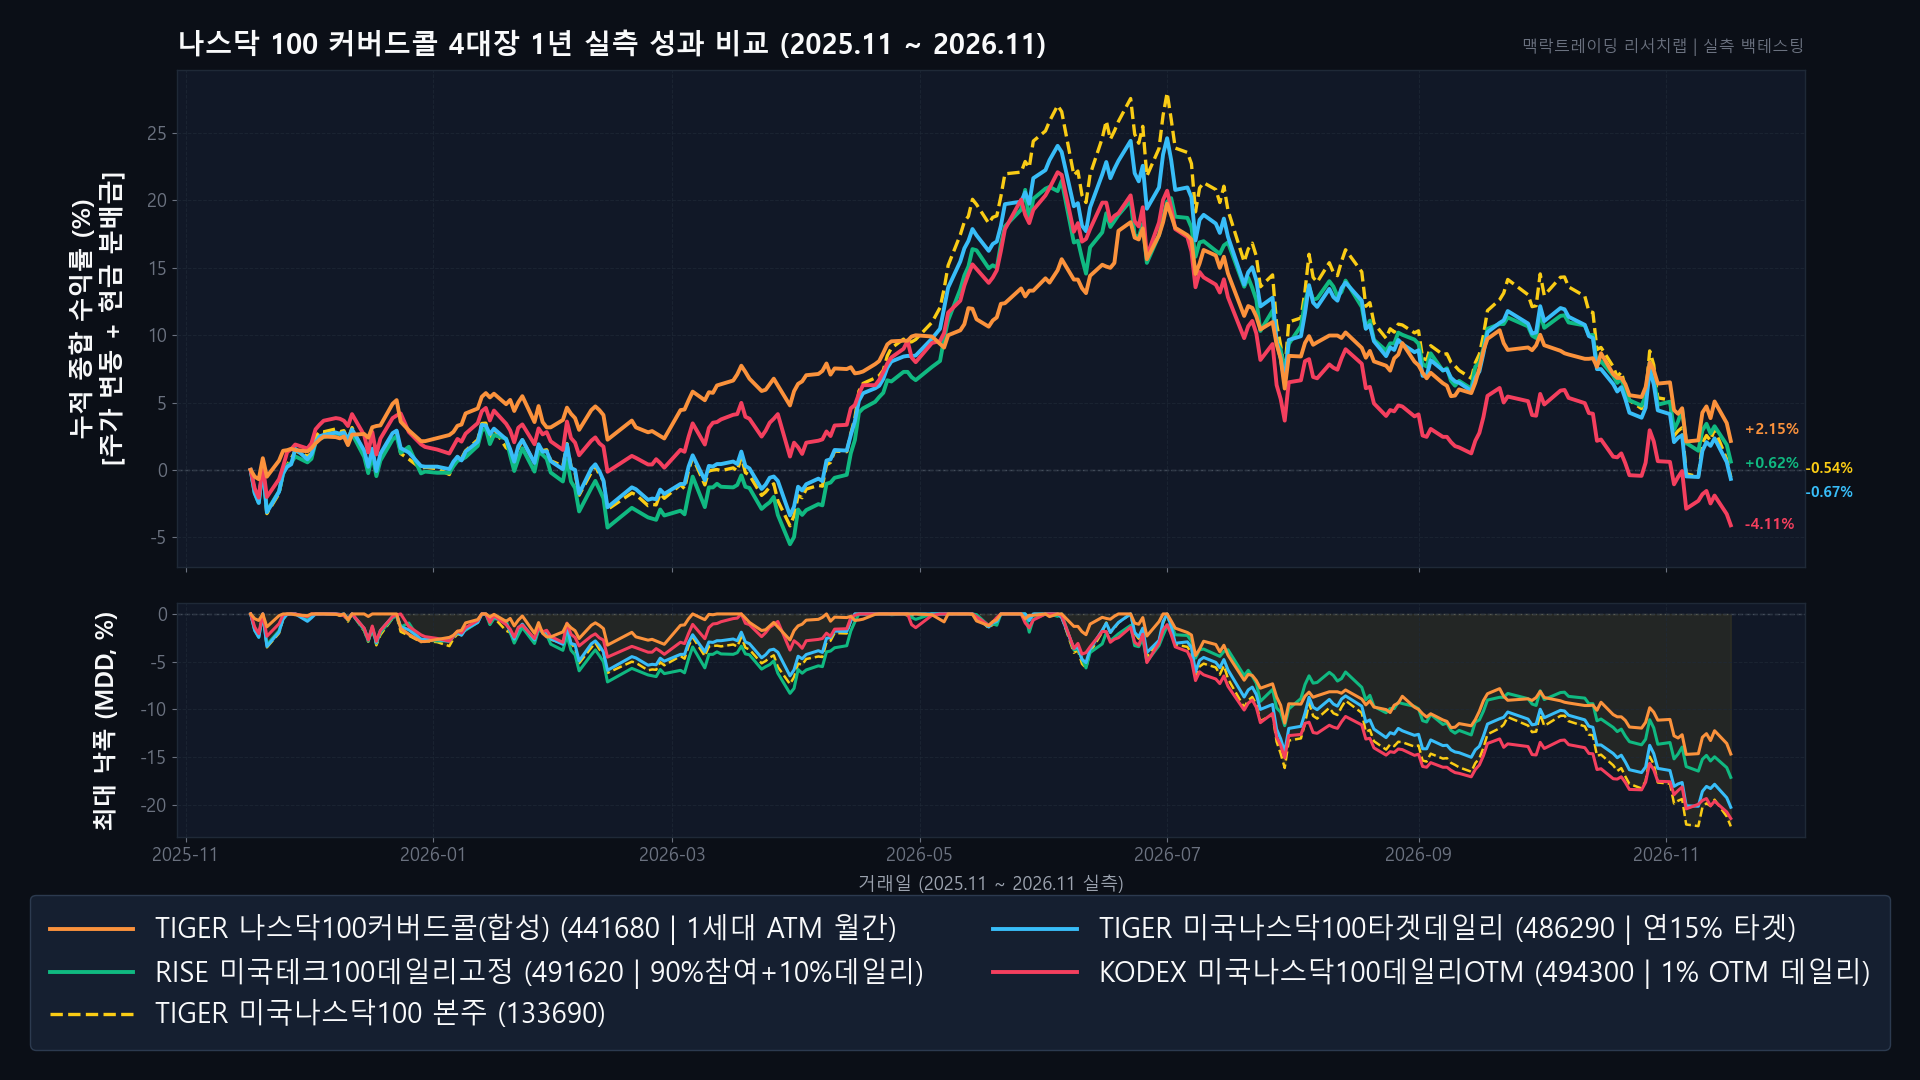 나스닥 100 커버드콜 4대장 1년 실측 성과 비교 (2025.11 ~ 2026.11)
맥락트레이딩 리서치랩 | 실측 백테스팅
누적 종합 수익률 (%)
[주가 변동 + 현금 분배금]
25
20
15
10
5
0
-5
+2.15%
+0.62%
-0.54%
-0.67%
-4.11%
최대 낙폭 (MDD, %)
0
-5
-10
-15
-20
2025-11
2026-01
2026-03
2026-05
2026-07
2026-09
2026-11
거래일 (2025.11 ~ 2026.11 실측)
TIGER 나스닥100커버드콜(합성) (441680 | 1세대 ATM 월간)
RISE 미국테크100데일리고정 (491620 | 90%참여+10%데일리)
TIGER 미국나스닥100 본주 (133690)
TIGER 미국나스닥100타겟데일리 (486290 | 연15% 타겟)
KODEX 미국나스닥100데일리OTM (494300 | 1% OTM 데일리)